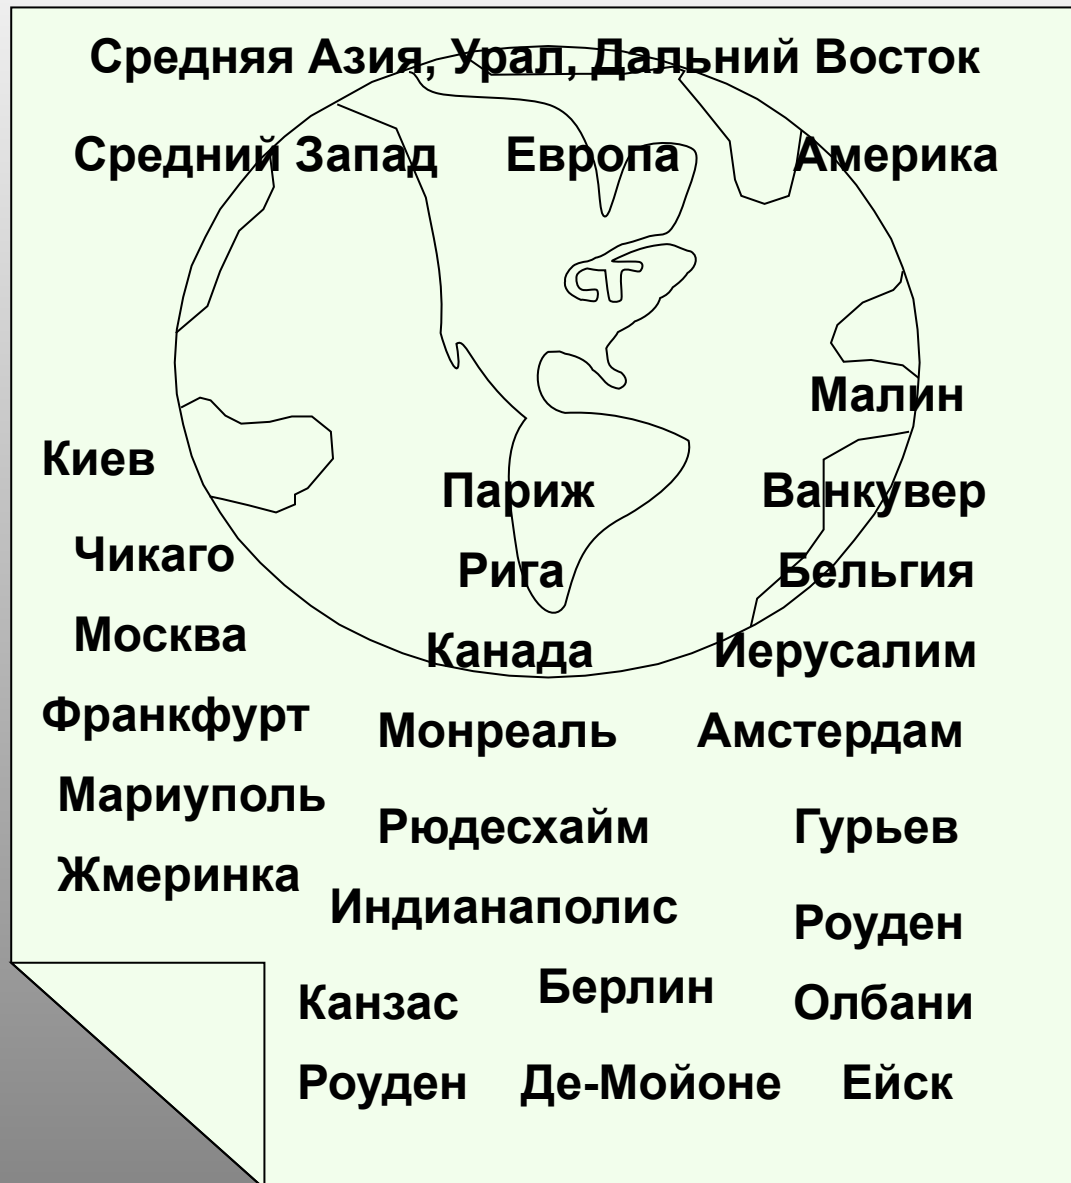 Средняя Азия, Урал, Дальний Восток
Средний Запад Европа Америка
Малин
Киев
Париж Ванкувер
Чикаго
Рига Бельгия
Москва
Канада Иерусалим
Франкфурт
Монреаль Амстердам
Мариуполь
Рюдесхайм Гурьев
Жмеринка
Индианаполис
Роуден
Берлин
Канзас Олбани
Роуден Де-Мойоне Ейск